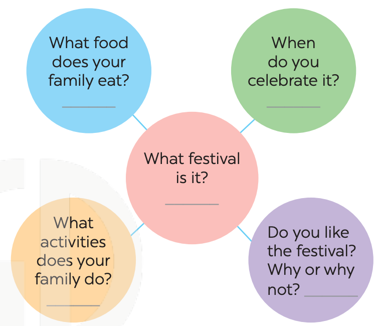 What food
does your
family eat?
When
do you
celebrate it?
What festival
is it?
What
activities
does your
family do?
Do you like
the festival?
Why or why
not?